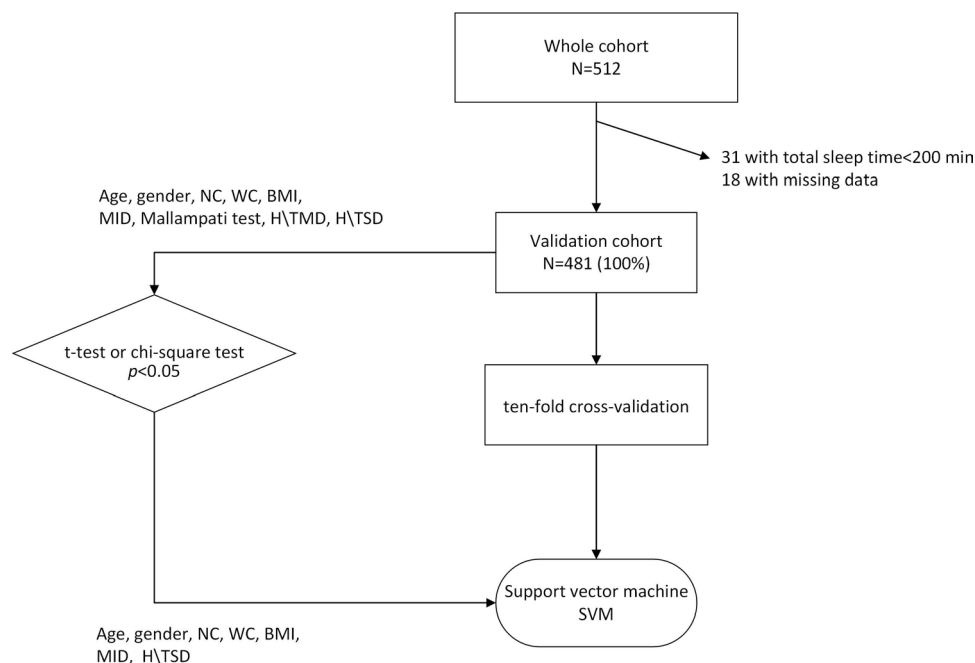 Whole cohort
N=512
31 with total sleep time<200 min
18 with missing data
Age, gender, NC, WC, BMI,
MID, Mallampati test, H\TMD, H\TSD
Validation cohort
N=481 (100%)
t-test or chi-square test
p<0.05
ten-fold cross-validation
Support vector machine
SVM
Age, gender, NC, WC, BMI,
MID, H\TSD